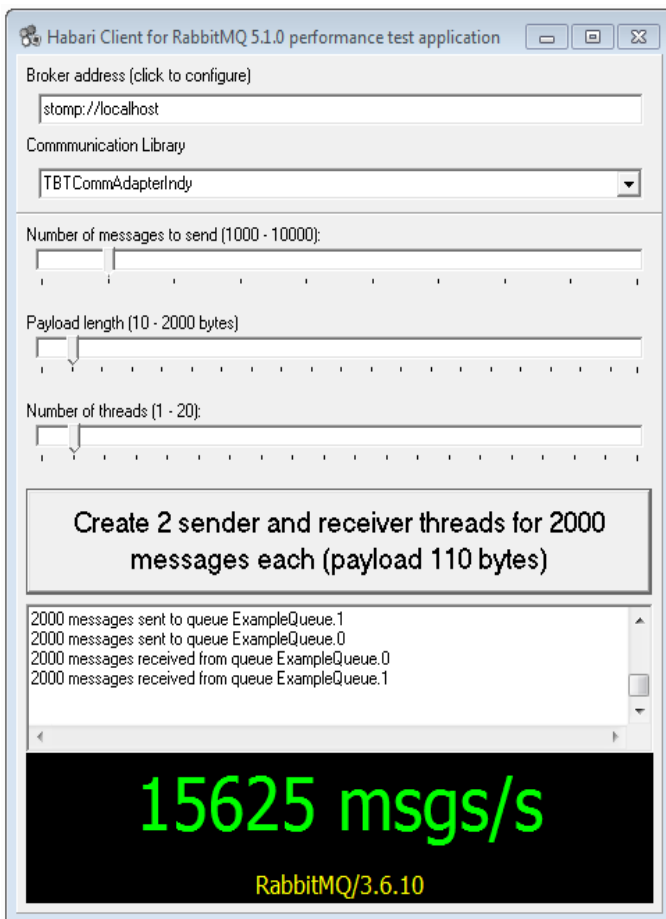 Habari Client for RabbitMQ 5.1.0 performance test application
Broker address (click to configure)
stomp://localhost
Commmunication Library
TBTCommAdapterIndy
Number of messages to send (1000 - 10000):
Payload length (10 - 2000 bytes)
Number of threads (1 - 20):
Create 2 sender and receiver threads for 2000
messages each (payload 110 bytes)
2000 messages sent to queue ExampleQueue.1
2000 messages sent to queue ExampleQueue.0
2000 messages received from queue ExampleQueue.0
2000 messages received from queue ExampleQueue.1
15625 msgs/s
RabbitMQ/3.6.10